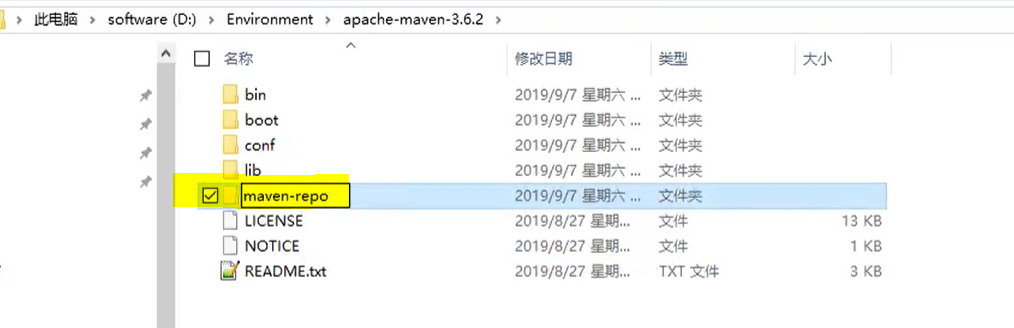 此电脑 > software (D:) > Environment > apache-maven-3.6.2 >
名称 修改日期 类型 大小
bin 2019/9/7 星期六 ... 文件夹
boot 2019/9/7 星期六 ... 文件夹
conf 2019/9/7 星期六 ... 文件夹
lib 2019/9/7 星期六 ... 文件夹
maven-repo 2019/9/7 星期六 ... 文件夹
LICENSE 2019/8/27 星期... 文件 13 KB
NOTICE 2019/8/27 星期... 文件 1 KB
README.txt 2019/8/27 星期... TXT 文件 3 KB